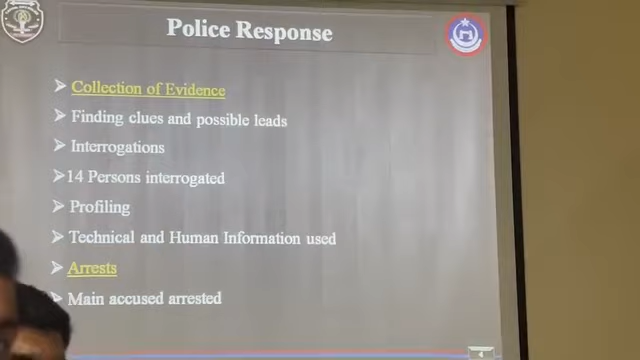 Police Response
Collection of Evidence
Finding clues and possible leads
Interrogations
14 Persons interrogated
Profiling
Technical and Human Information used
Arrests
Main accused arrested